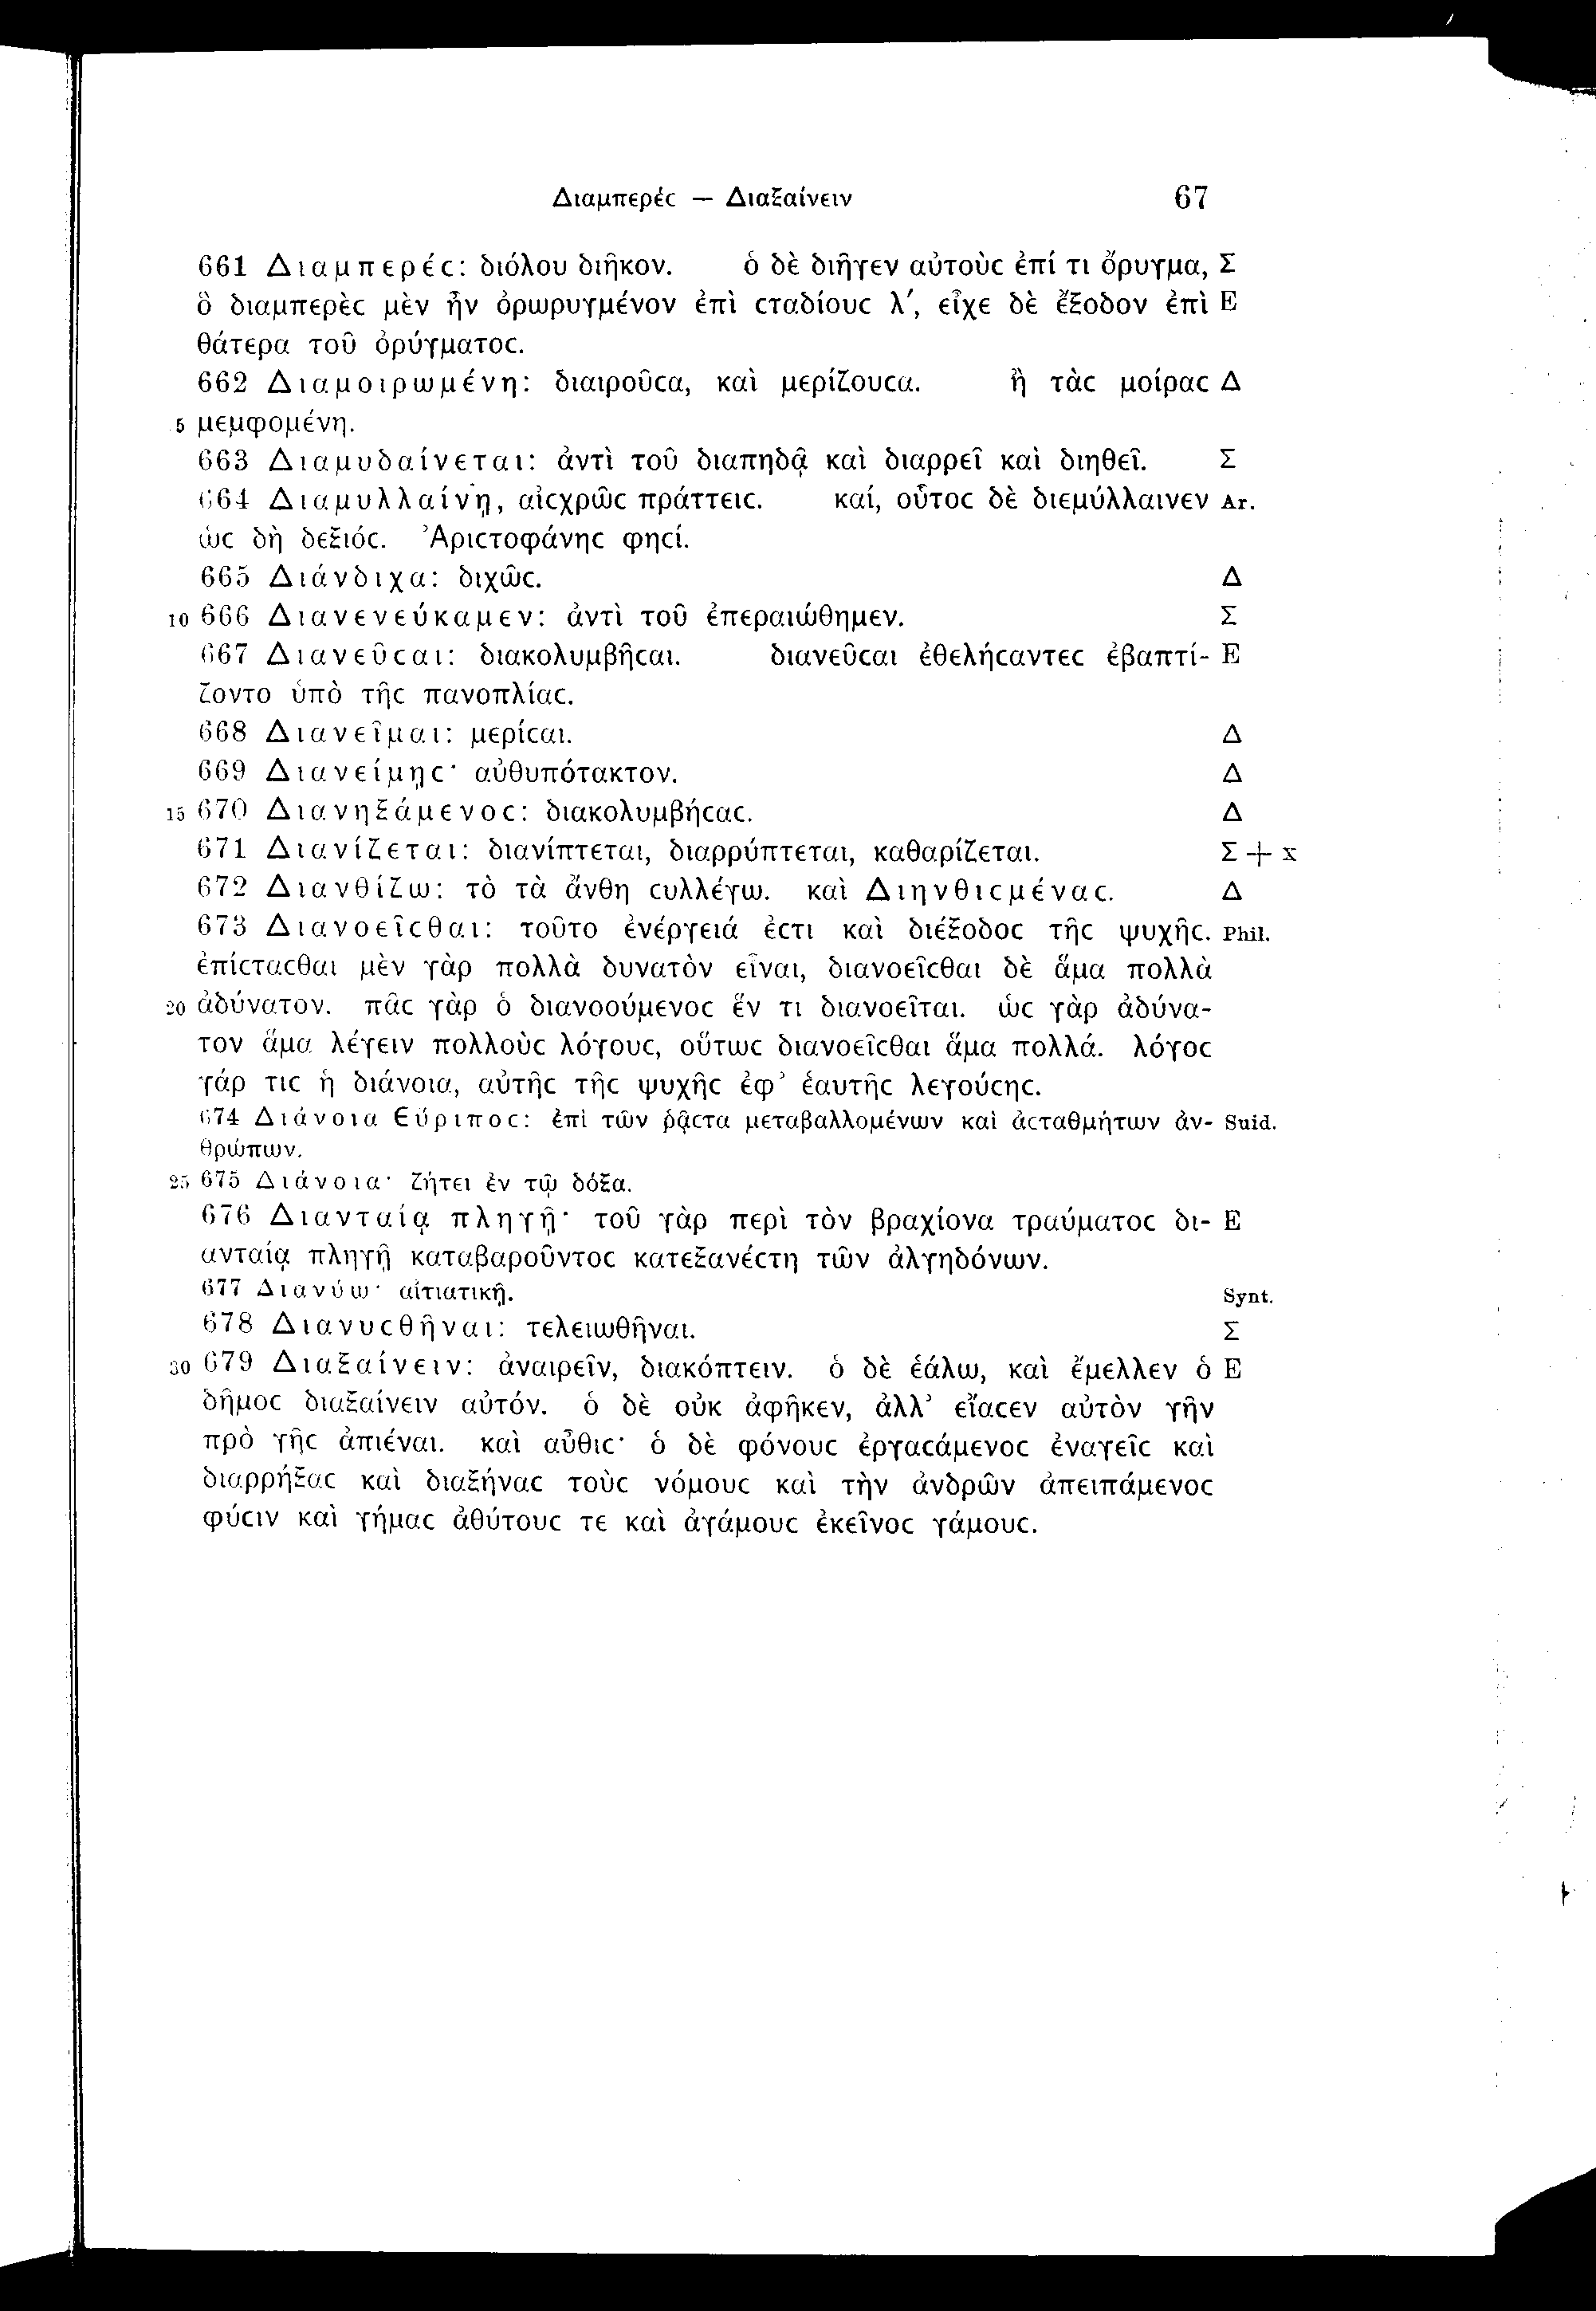 Διαμπερέϲ — Διαξαίνειν 67
661 Διαμπερέϲ: διόλου διῆκον. ὁ δὲ διῆγεν αὐτοὺϲ ἐπί τι ὄρυγμα, Σ
ὃ διαμπερὲϲ μὲν ἦν ὀρωρυγμένον ἐπὶ ϲταδίουϲ λ′, εἶχε δὲ ἔξοδον ἐπὶ E
θάτερα τοῦ ὀρύγματοϲ.
662 Διαμοιρωμένη: διαιροῦϲα, καὶ μερίζουϲα. ἢ τὰϲ μοίραϲ Δ
5 μεμφομένη.
663 Διαμυδαίνεται: ἀντὶ τοῦ διαπηδᾷ καὶ διαρρεῖ καὶ διηθεῖ. Σ
664 Διαμυλλαίνῃ, αἰϲχρῶϲ πράττειϲ. καί, οὗτοϲ δὲ διεμύλλαινεν Ar.
ὡϲ δὴ δεξιόϲ. Ἀριϲτοφάνηϲ φηϲί.
665 Διάνδιχα: διχῶϲ. Δ
10 666 Διανενεύκαμεν: ἀντὶ τοῦ ἐπεραιώθημεν. Σ
667 Διανεῦϲαι: διακολυμβῆϲαι. διανεῦϲαι ἐθελήϲαντεϲ ἐβαπτί- E
ζοντο ὑπὸ τῆϲ πανοπλίαϲ.
668 Διανεῖμαι: μερίϲαι. Δ
669 Διανείμῃϲ· αὐθυπότακτον. Δ
15 670 Διανηξάμενοϲ: διακολυμβήϲαϲ. Δ
671 Διανίζεται: διανίπτεται, διαρρύπτεται, καθαρίζεται. Σ + x
672 Διανθίζω: τὸ τὰ ἄνθη ϲυλλέγω. καὶ Διηνθιϲμέναϲ. Δ
673 Διανοεῖϲθαι: τοῦτο ἐνέργειά ἐϲτι καὶ διέξοδοϲ τῆϲ ψυχῆϲ. Phil.
ἐπίϲταϲθαι μὲν γὰρ πολλὰ δυνατὸν εἶναι, διανοεῖϲθαι δὲ ἅμα πολλὰ
20 ἀδύνατον. πᾶϲ γὰρ ὁ διανοούμενοϲ ἕν τι διανοεῖται. ὡϲ γὰρ ἀδύνα-
τον ἅμα λέγειν πολλοὺϲ λόγουϲ, οὕτωϲ διανοεῖϲθαι ἅμα πολλά. λόγοϲ
γάρ τιϲ ἡ διάνοια, αὐτῆϲ τῆϲ ψυχῆϲ ἐφ’ ἑαυτῆϲ λεγούϲηϲ.
674 Διάνοια Εὔριποϲ: ἐπὶ τῶν ῥᾷϲτα μεταβαλλομένων καὶ ἀϲταθμήτων ἀν- Suid.
θρώπων.
25 675 Διάνοια· ζήτει ἐν τῷ δόξα.
676 Διανταίᾳ πληγῇ· τοῦ γὰρ περὶ τὸν βραχίονα τραύματοϲ δι- E
ανταίᾳ πληγῇ καταβαροῦντοϲ κατεξανέϲτη τῶν ἀλγηδόνων.
677 Διανύω· αἰτιατικῇ. Synt.
678 Διανυϲθῆναι: τελειωθῆναι. Σ
30 679 Διαξαίνειν: ἀναιρεῖν, διακόπτειν. ὁ δὲ ἑάλω, καὶ ἔμελλεν ὁ E
δῆμοϲ διαξαίνειν αὐτόν. ὁ δὲ οὐκ ἀφῆκεν, ἀλλ’ εἴαϲεν αὐτὸν γῆν
πρὸ γῆϲ ἀπιέναι. καὶ αὖθιϲ· ὁ δὲ φόνουϲ ἐργαϲάμενοϲ ἐναγεῖϲ καὶ
διαρρήξαϲ καὶ διαξήναϲ τοὺϲ νόμουϲ καὶ τὴν ἀνδρῶν ἀπειπάμενοϲ
φύϲιν καὶ γήμαϲ ἀθύτουϲ τε καὶ ἀγάμουϲ ἐκεῖνοϲ γάμουϲ.